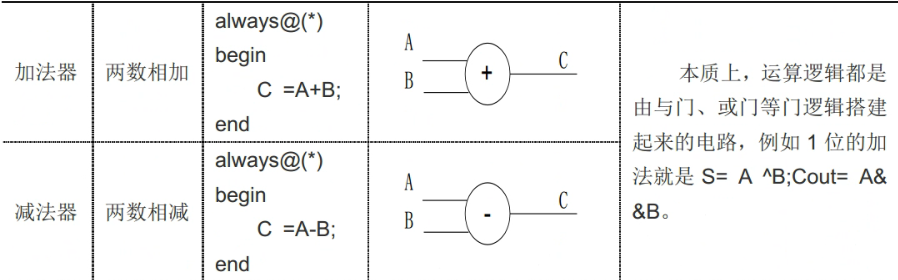 加法器
两数相加
always@(*)
begin
C =A+B;
end
A
B
+
C
减法器
两数相减
always@(*)
begin
C =A-B;
end
A
B
-
C
本质上，运算逻辑都是
由与门、或门等门逻辑搭建
起来的电路，例如 1 位的加
法就是 S= A ^B;Cout= A&
&B。